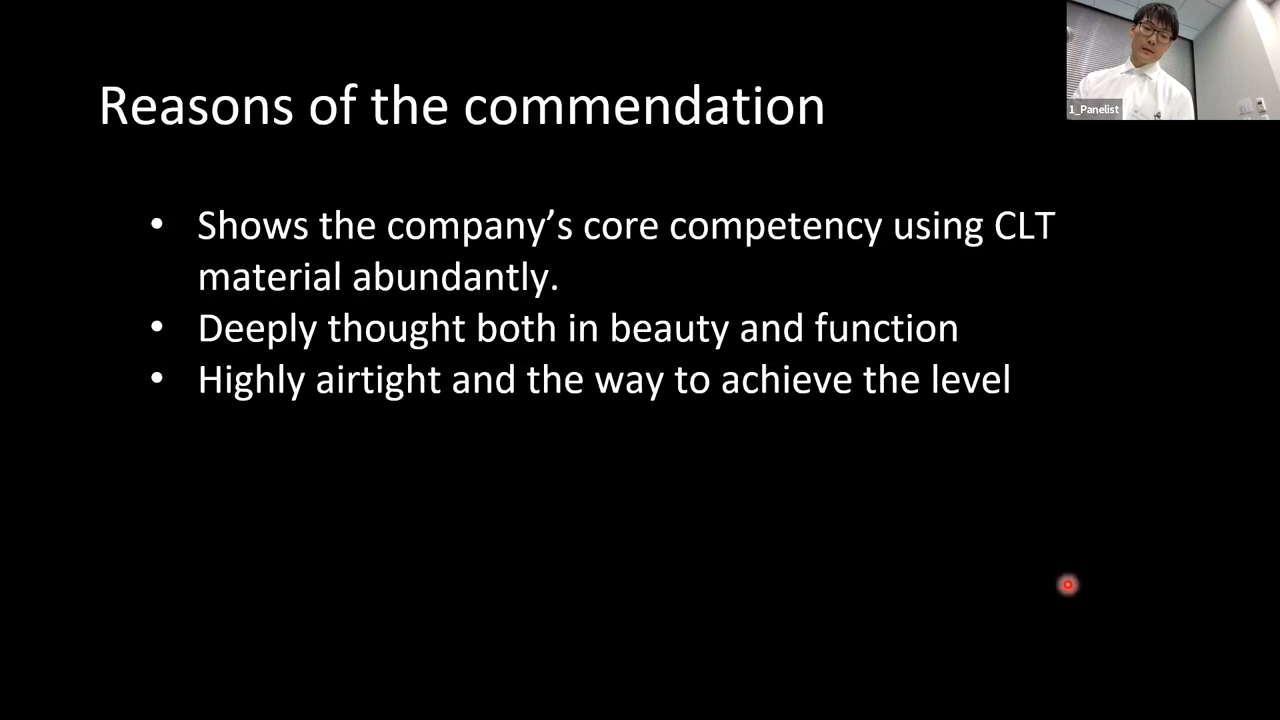 Reasons of the commendation
1_Panelist
• Shows the company’s core competency using CLT
material abundantly.
• Deeply thought both in beauty and function
• Highly airtight and the way to achieve the level